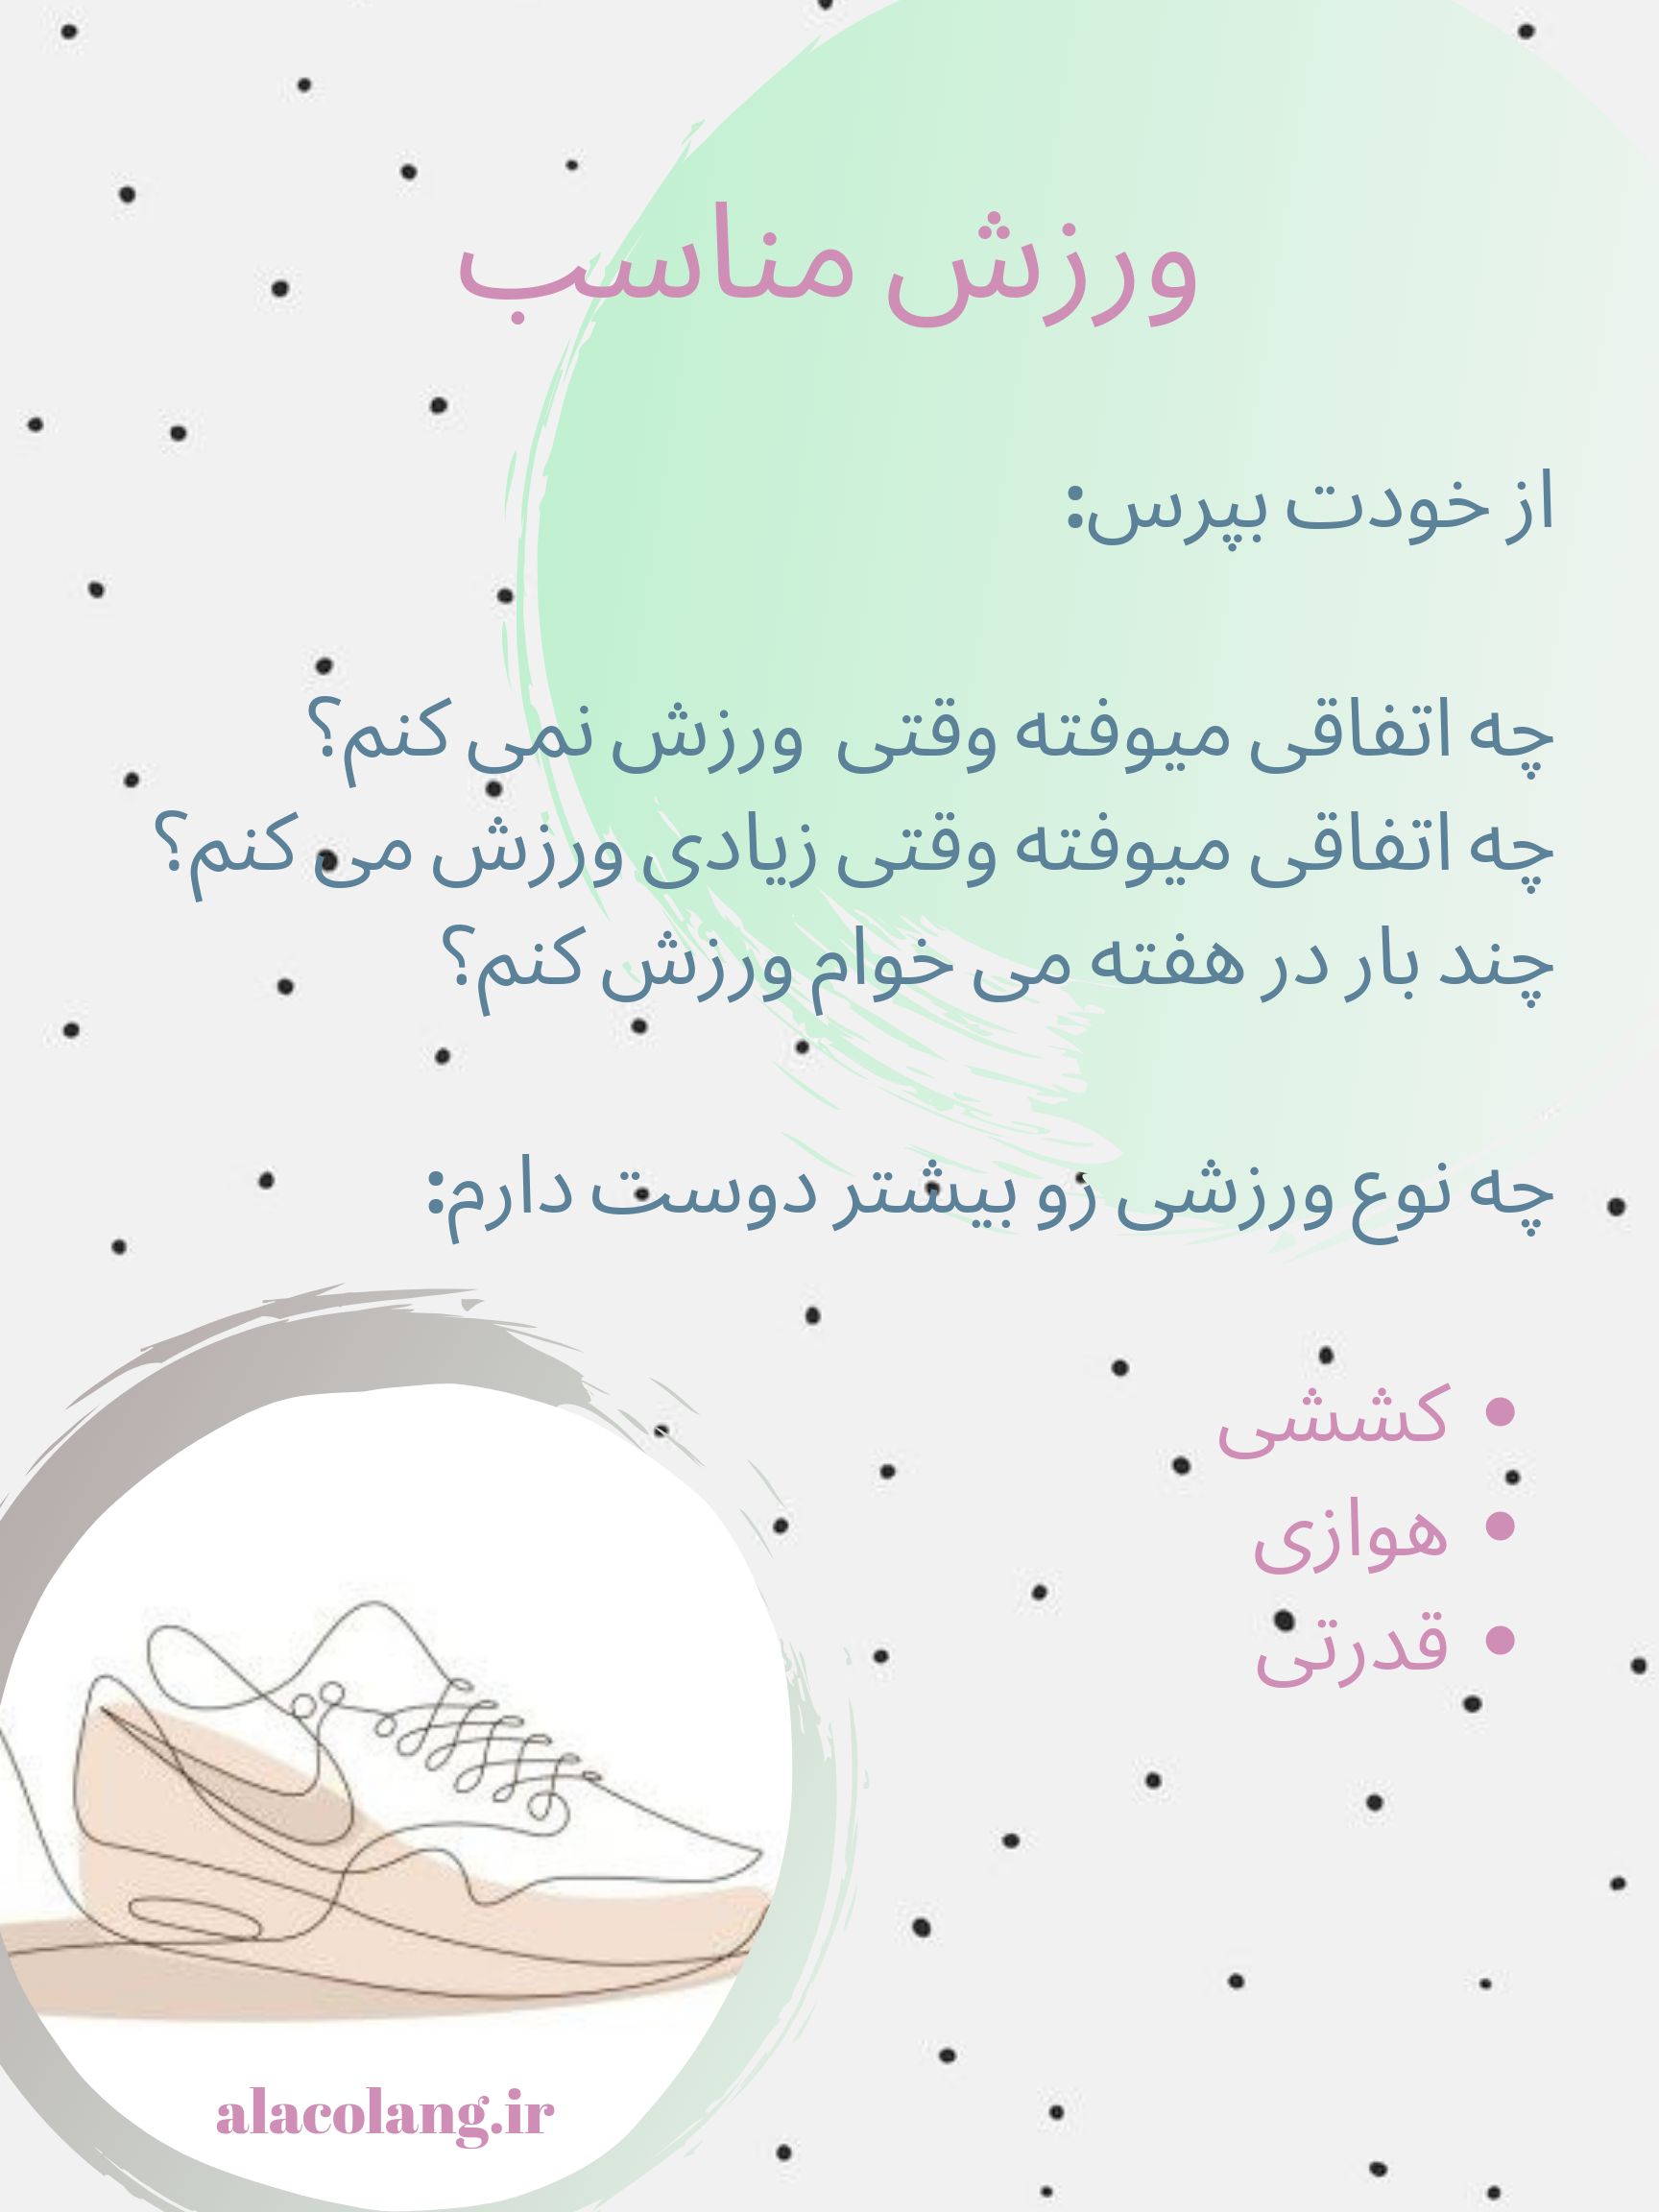 ورزش مناسب
از خودت بپرس:
چه اتفاقی میوفته وقتی ورزش نمی کنم؟
چه اتفاقی میوفته وقتی زیادی ورزش می کنم؟
چند بار در هفته می خوام ورزش کنم؟
چه نوع ورزشی رو بیشتر دوست دارم:
• کششی
• هوازی
• قدرتی
alacolang.ir